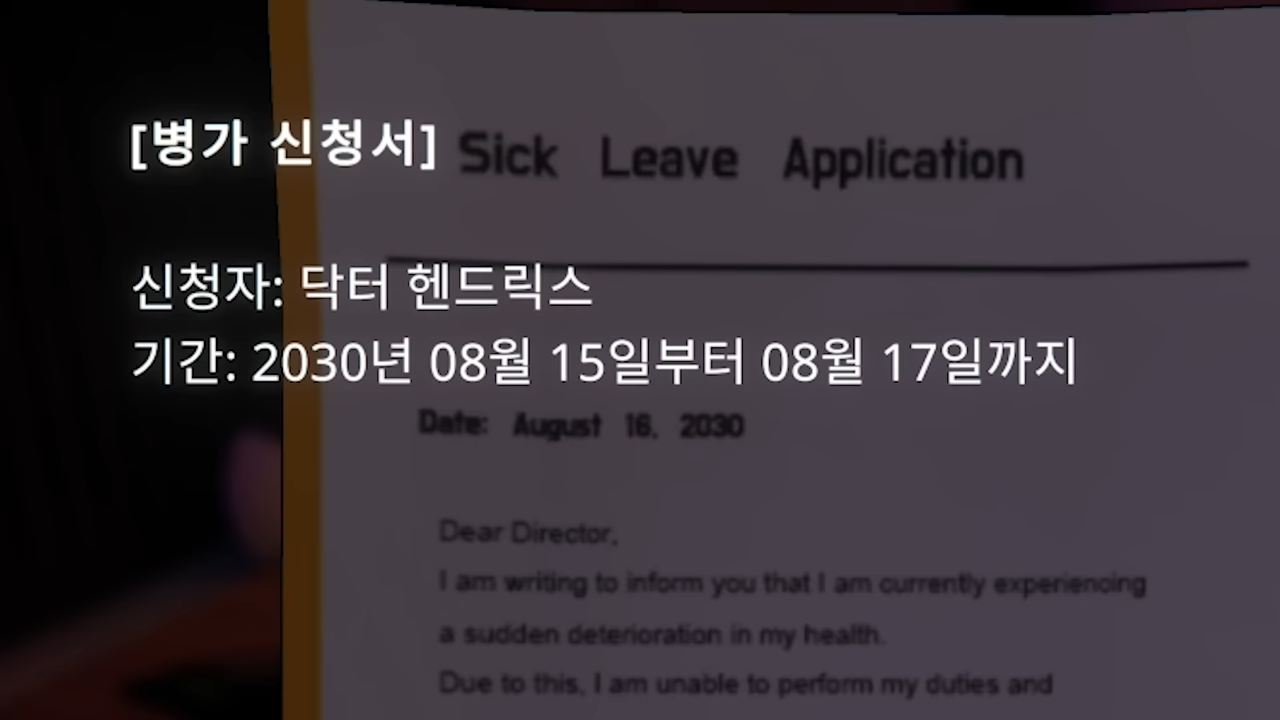 [병가 신청서]
Sick Leave Application
신청자: 닥터 헨드릭스
기간: 2030년 08월 15일부터 08월 17일까지
Date: August 16, 2030
Dear Director,
I am writing to inform you that I am currently experiencing
a sudden deterioration in my health.
Due to this, I am unable to perform my duties and